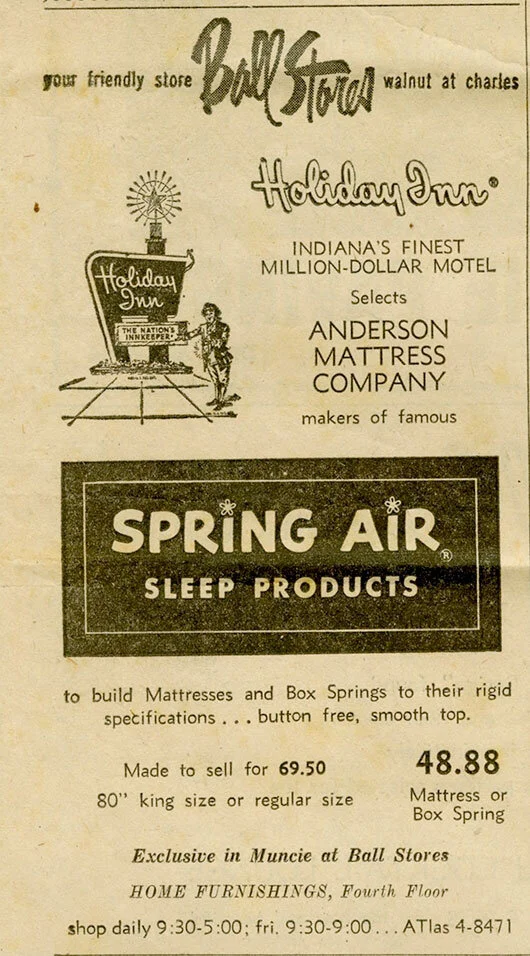 your friendly store Ball Stores walnut at charles
Holiday Inn®
Holiday
Inn
THE NATION'S
INNKEEPER
INDIANA'S FINEST
MILLION-DOLLAR MOTEL
Selects
ANDERSON
MATTRESS
COMPANY
makers of famous
SPRING AIR®
SLEEP PRODUCTS
to build Mattresses and Box Springs to their rigid
specifications . . . button free, smooth top.
Made to sell for 69.50
80" king size or regular size
48.88
Mattress or
Box Spring
Exclusive in Muncie at Ball Stores
HOME FURNISHINGS, Fourth Floor
shop daily 9:30-5:00; fri. 9:30-9:00 . . . ATlas 4-8471